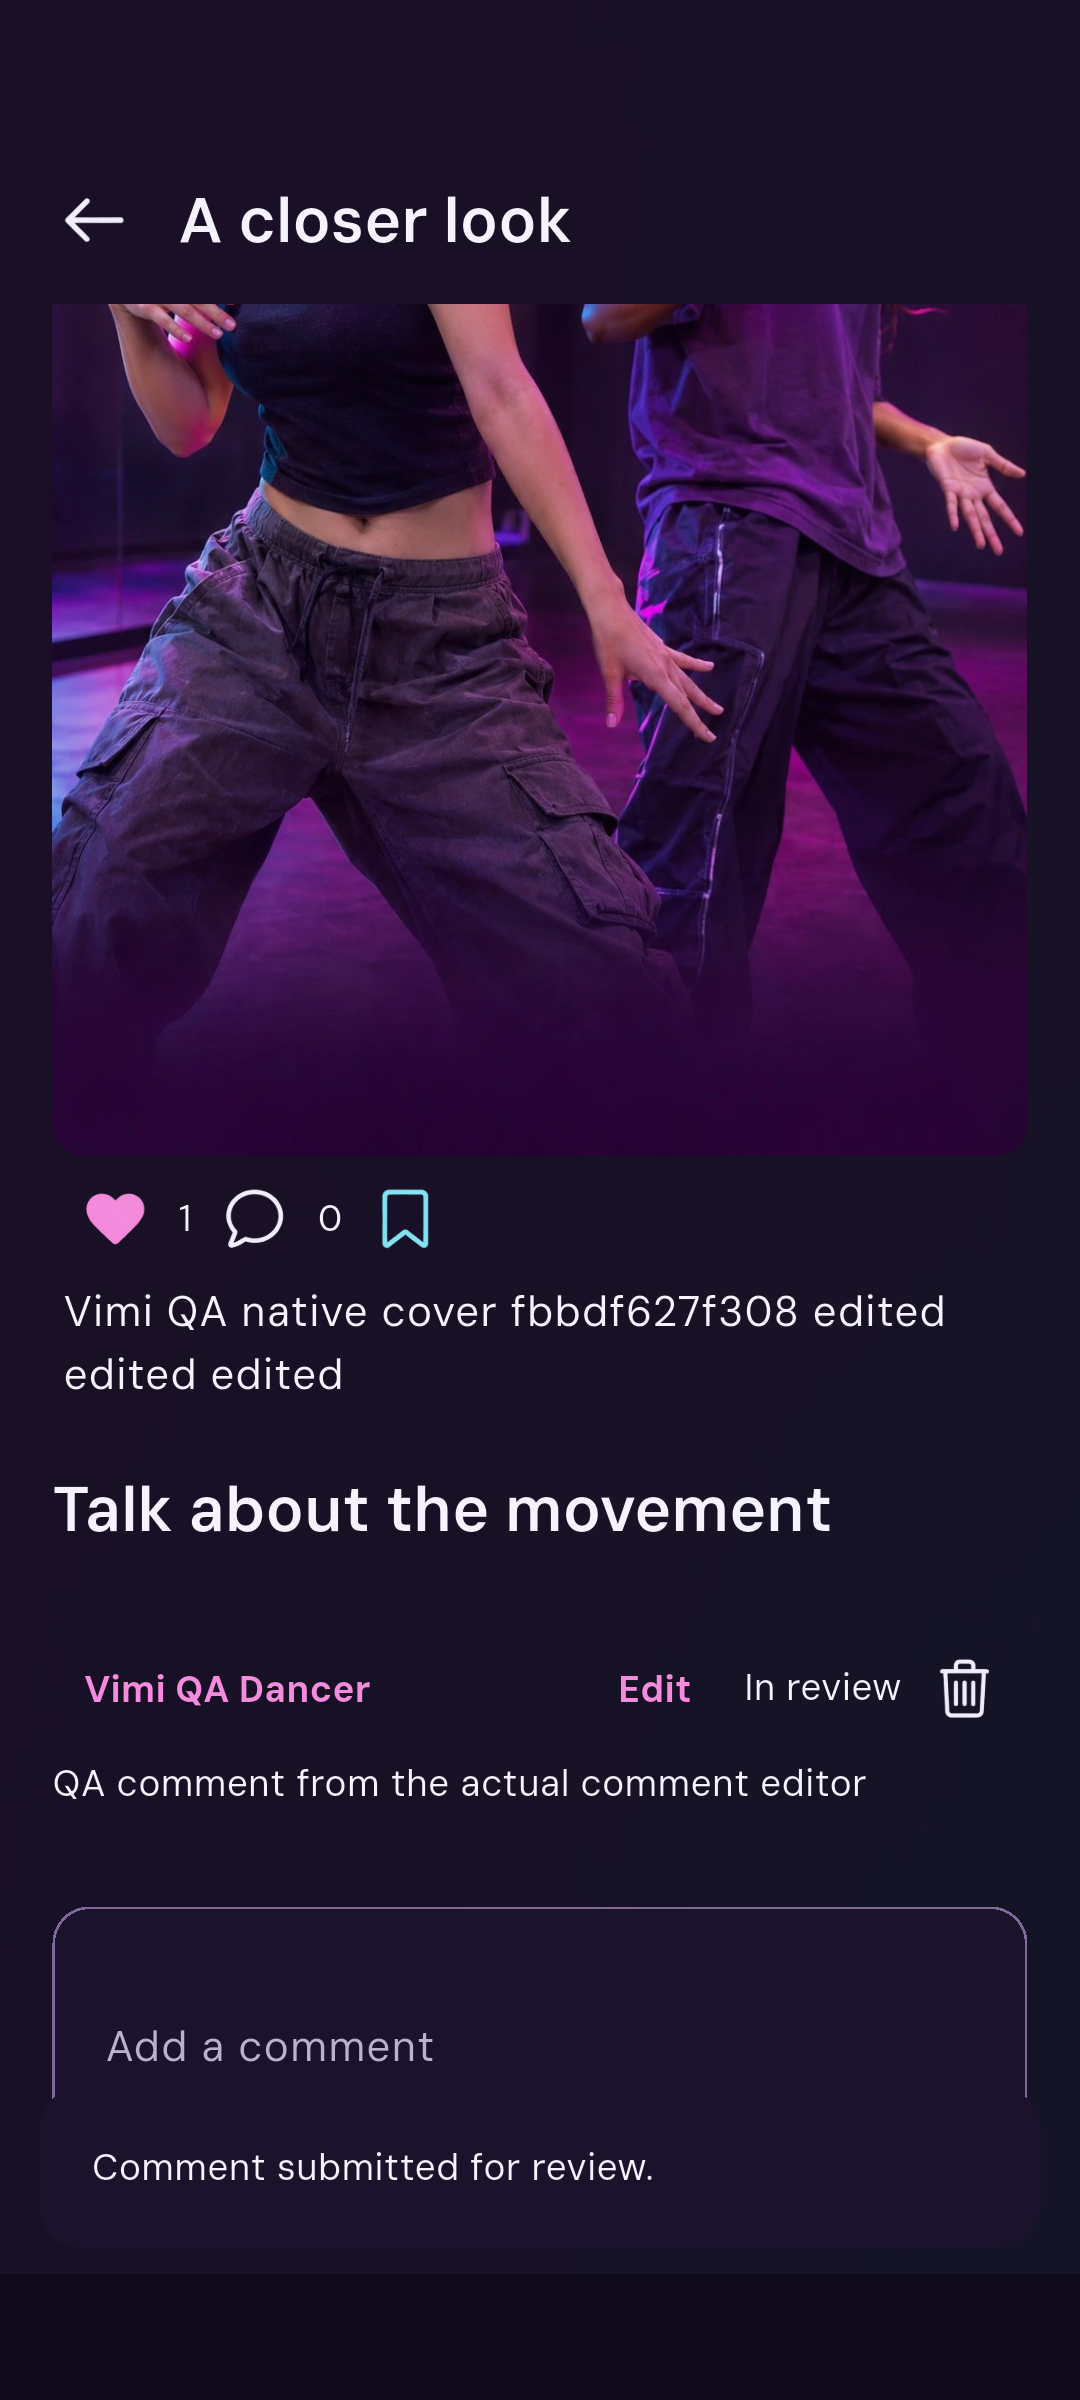 A closer look
1
0
Vimi QA native cover fbbdf627f308 edited
edited edited
Talk about the movement
Vimi QA Dancer
Edit
In review
QA comment from the actual comment editor
Add a comment
Comment submitted for review.